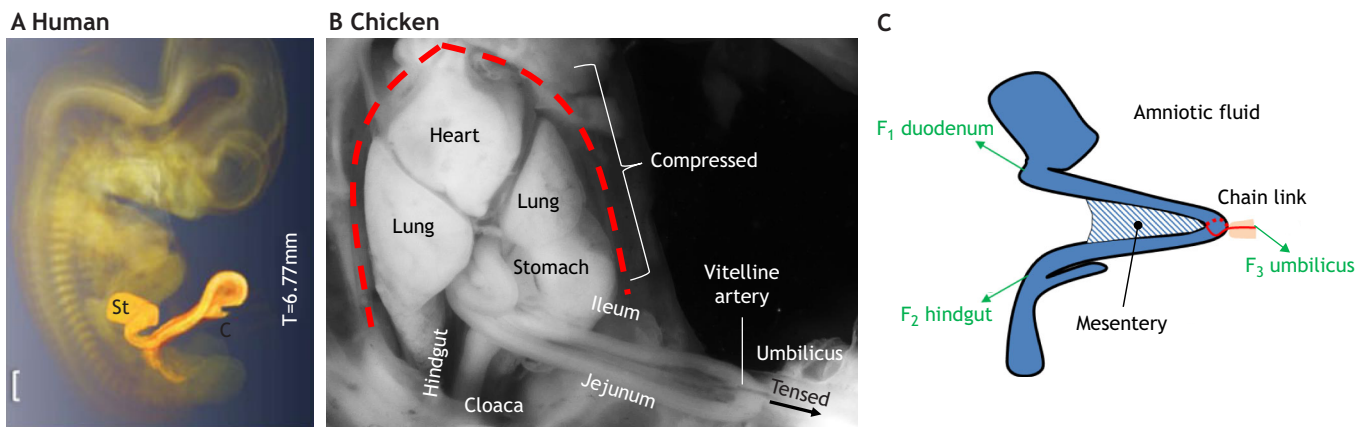 A Human
St
C
T=6.77mm
B Chicken
Heart
Lung
Lung
Stomach
Compressed
Vitelline
artery
Ileum
Umbilicus
Hindgut
Jejunum
Tensed
Cloaca
C
Amniotic fluid
F₁ duodenum
Chain link
F₃ umbilicus
F₂ hindgut
Mesentery